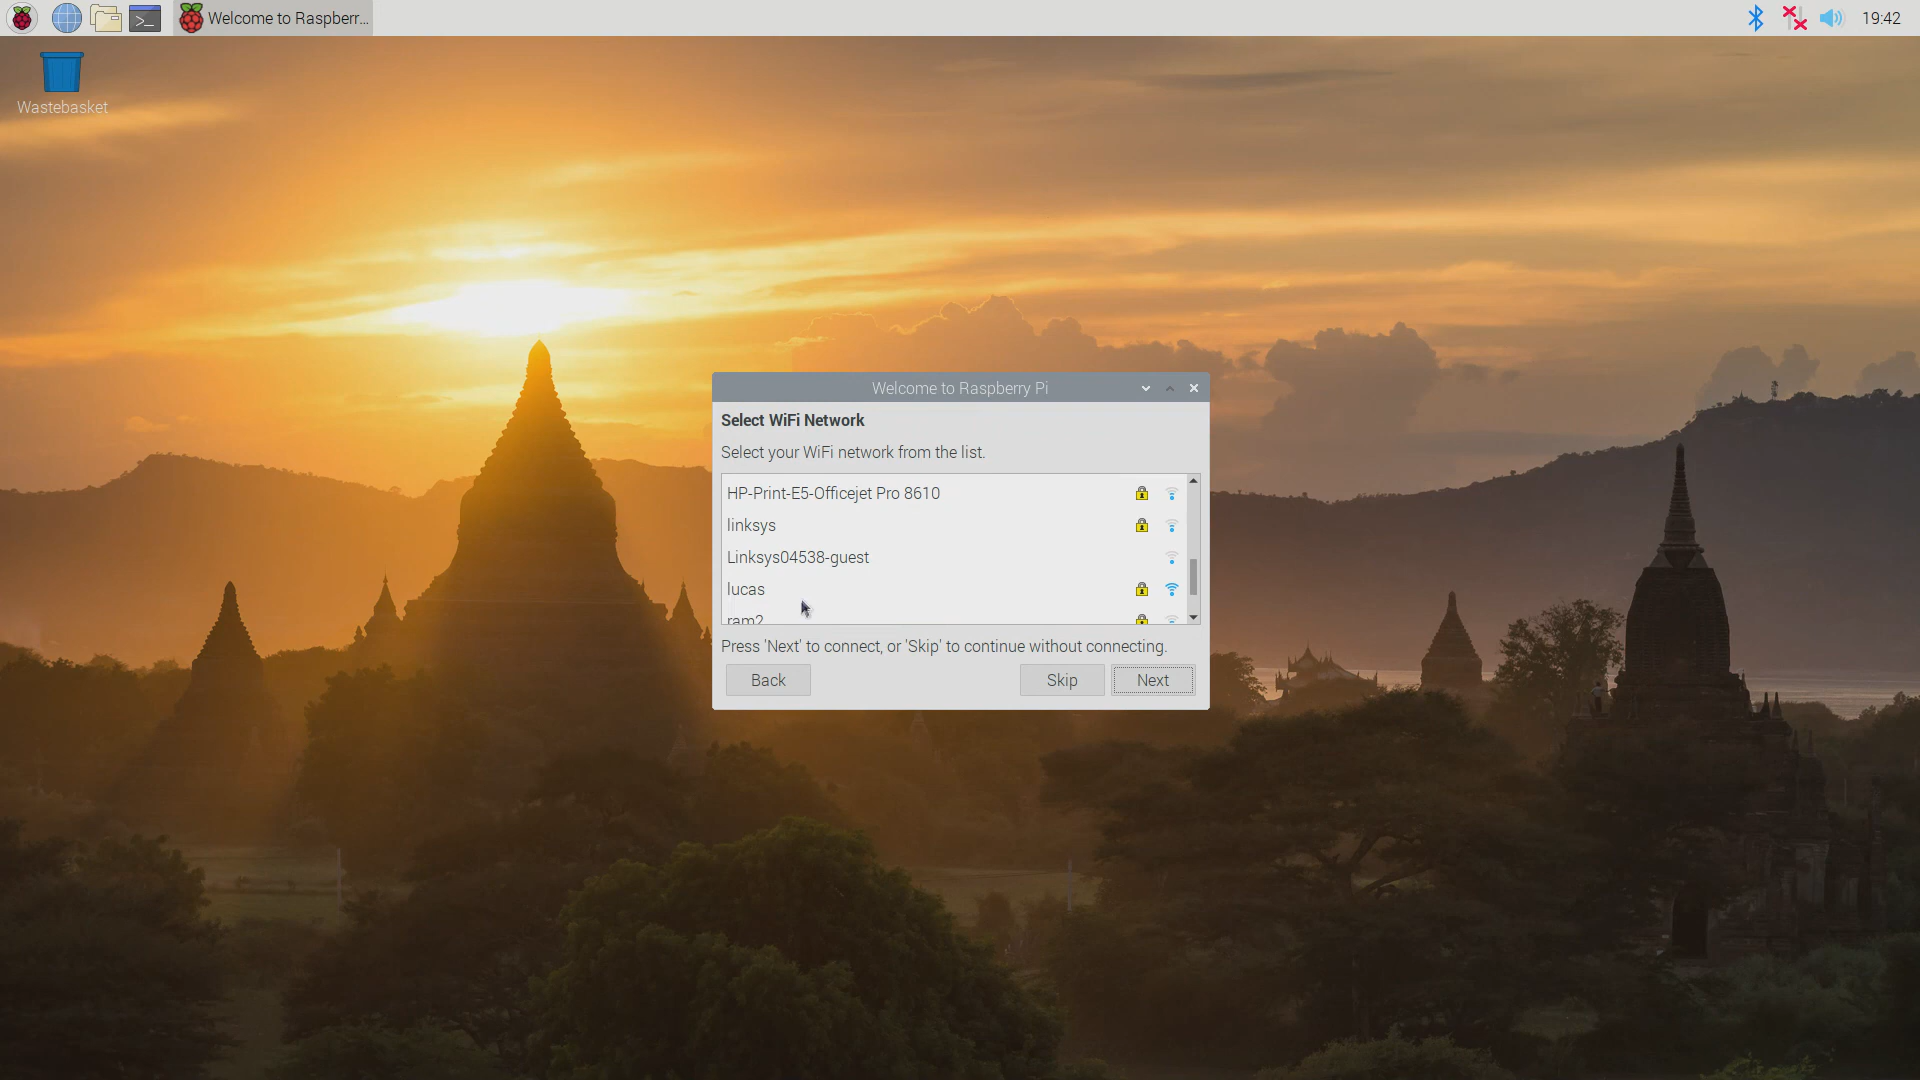 Welcome to Raspberr...
19:42
Wastebasket
Welcome to Raspberry Pi
Select WiFi Network
Select your WiFi network from the list.
HP-Print-E5-Officejet Pro 8610
linksys
Linksys04538-guest
lucas
ram2
Press 'Next' to connect, or 'Skip' to continue without connecting.
Back
Skip
Next